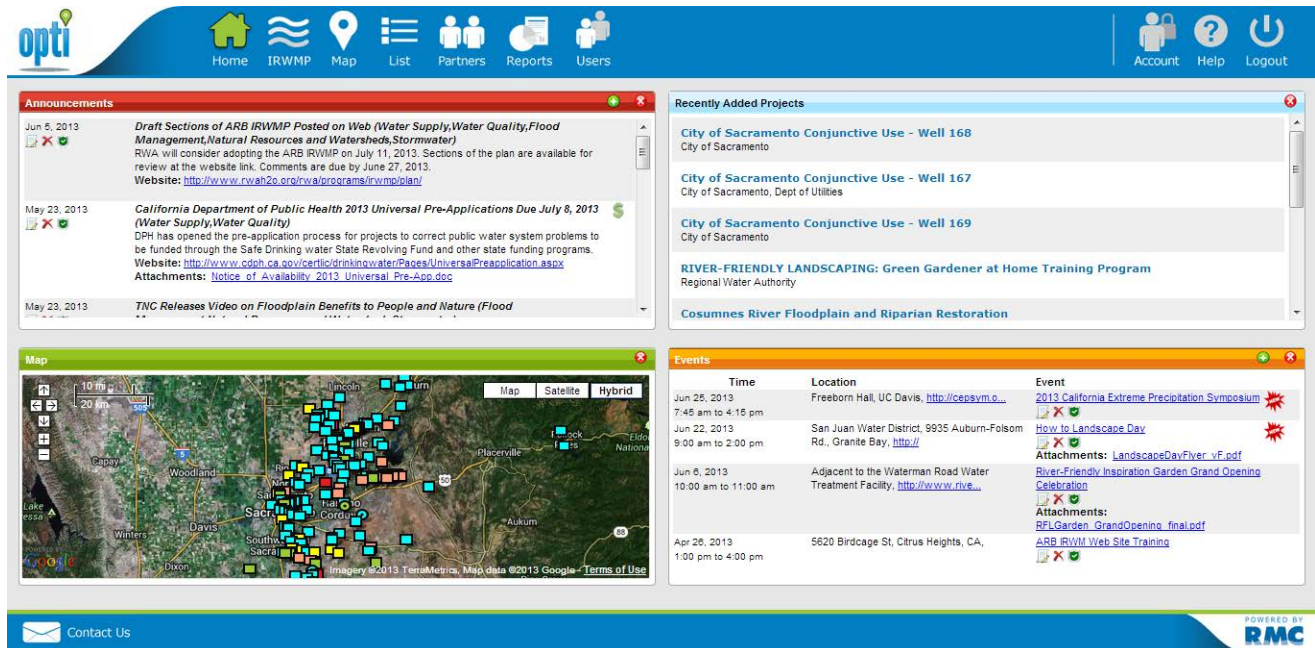 opti
Home IRWMP Map List Partners Reports Users
Account Help Logout
Announcements
Jun 5, 2013
Draft Sections of ARB IRWMP Posted on Web (Water Supply,Water Quality,Flood
Management,Natural Resources and Watersheds,Stormwater)
RWA will consider adopting the ARB IRWMP on July 11, 2013. Sections of the plan are available for
review at the website link. Comments are due by June 27, 2013.
Website: http://www.rwah2o.org/rwa/programs/irwmp/plan/
May 23, 2013
California Department of Public Health 2013 Universal Pre-Applications Due July 8, 2013
(Water Supply,Water Quality)
DPH has opened the pre-application process for projects to correct public water system problems to
be funded through the Safe Drinking water State Revolving Fund and other state funding programs.
Website: http://www.cdph.ca.gov/certlic/drinkingwater/Pages/UniversalPreapplication.aspx
Attachments: Notice_of_Availability_2013_Universal_Pre-App.doc
May 23, 2013
TNC Releases Video on Floodplain Benefits to People and Nature (Flood
Recently Added Projects
City of Sacramento Conjunctive Use - Well 168
City of Sacramento
City of Sacramento Conjunctive Use - Well 167
City of Sacramento, Dept of Utilities
City of Sacramento Conjunctive Use - Well 169
City of Sacramento
RIVER-FRIENDLY LANDSCAPING: Green Gardener at Home Training Program
Regional Water Authority
Cosumnes River Floodplain and Riparian Restoration
Map
10 mi
20 km
505
Lincoln
Map Satellite Hybrid
Capay
5
Woodland
Placerville
50
Lake
Winters
Davis
Aukum
88
Dixon
POWERED BY
Google
Imagery ©2013 TerraMetrics, Map data ©2013 Google - Terms of Use
Events
Time Location Event
Jun 25, 2013
7:45 am to 4:15 pm
Freeborn Hall, UC Davis, http://cepsym.o...
2013 California Extreme Precipitation Symposium
Jun 22, 2013
9:00 am to 2:00 pm
San Juan Water District, 9935 Auburn-Folsom
Rd., Granite Bay, http://
How to Landscape Day
Attachments: LandscapeDayFlyer_vF.pdf
Jun 6, 2013
10:00 am to 11:00 am
Adjacent to the Waterman Road Water
Treatment Facility, http://www.rive...
River-Friendly Inspiration Garden Grand Opening
Celebration
Attachments:
RFLGarden_GrandOpening_final.pdf
Apr 26, 2013
1:00 pm to 4:00 pm
5620 Birdcage St, Citrus Heights, CA,
ARB IRWM Web Site Training
Contact Us
POWERED BY
RMC